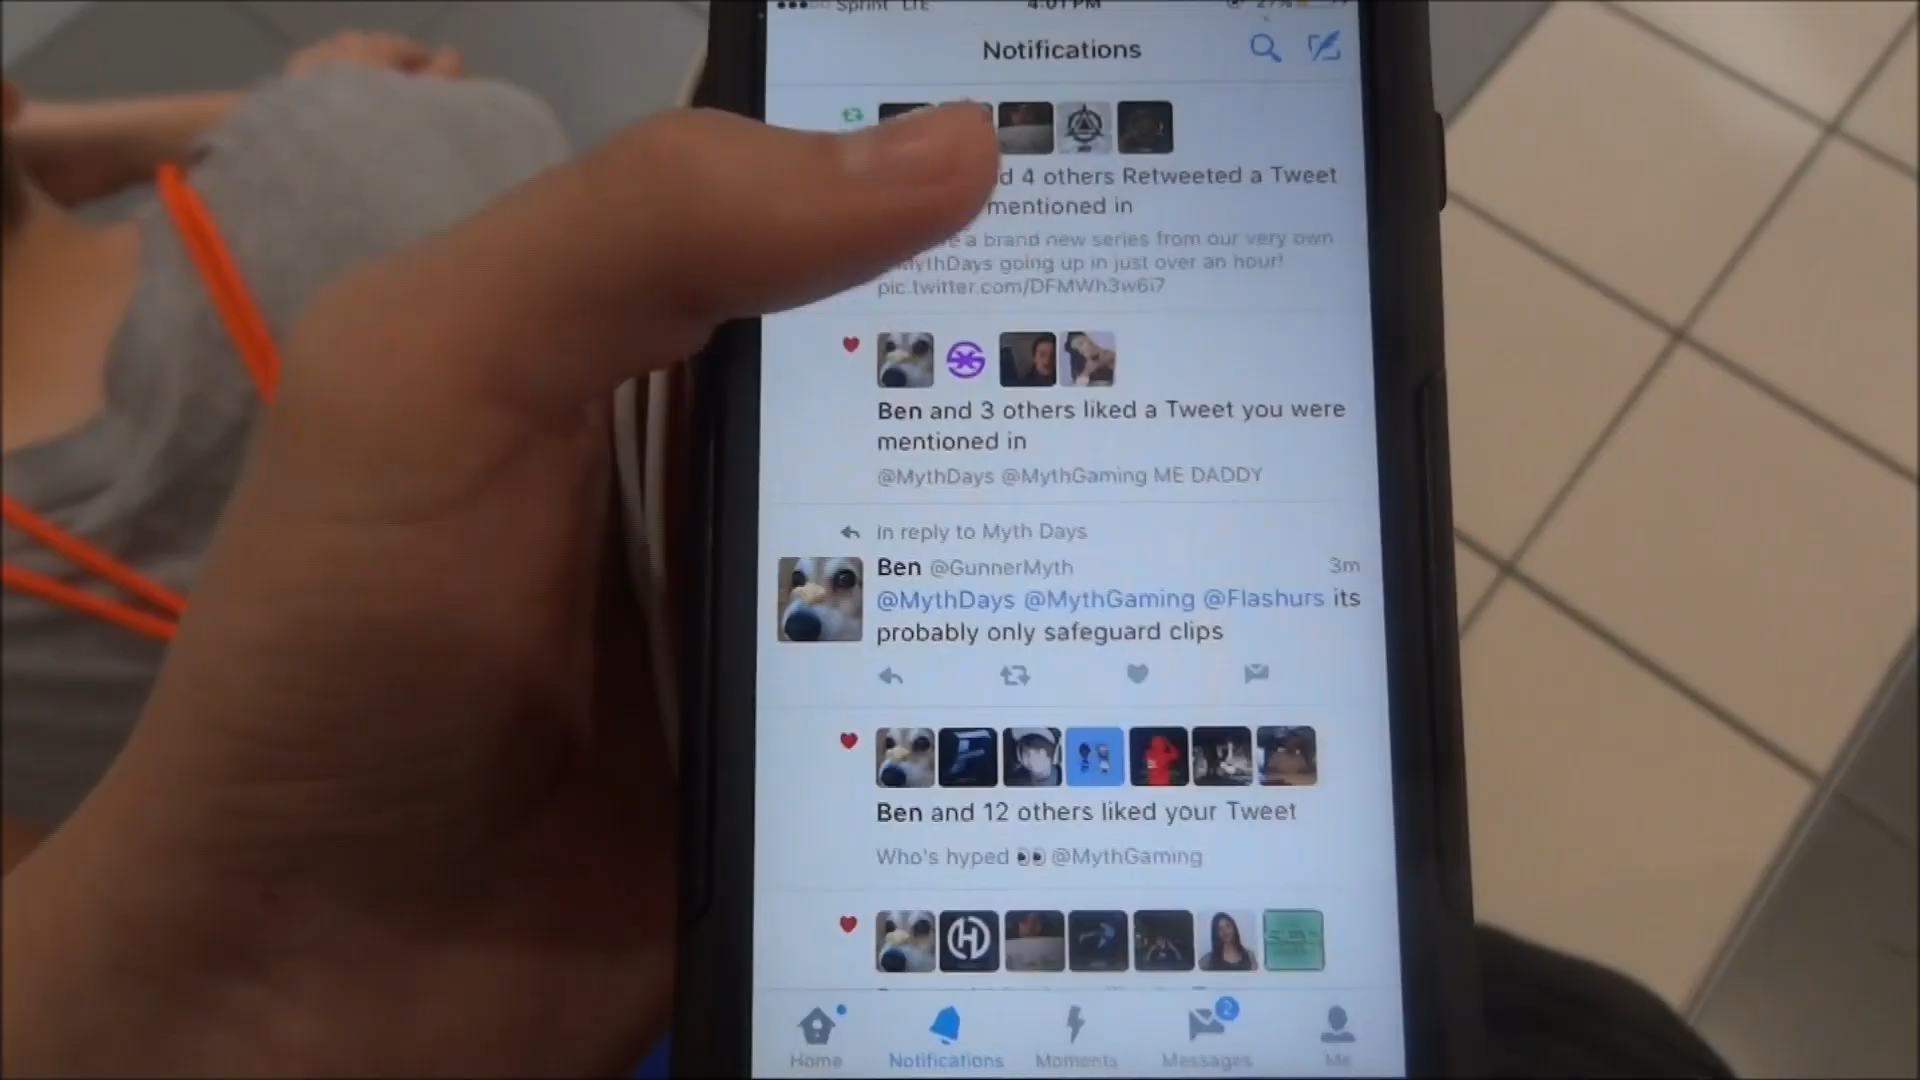 Sprint LTE 4:01 PM 27%
Notifications
d 4 others Retweeted a Tweet
mentioned in
a brand new series from our very own
MythDays going up in just over an hour!
pic.twitter.com/DFMWh3w6i7
Ben and 3 others liked a Tweet you were
mentioned in
@MythDays @MythGaming ME DADDY
In reply to Myth Days
Ben @GunnerMyth 3m
@MythDays @MythGaming @Flashurs its
probably only safeguard clips
Ben and 12 others liked your Tweet
Who's hyped 👀 @MythGaming
2
Home Notifications Moments Messages Me